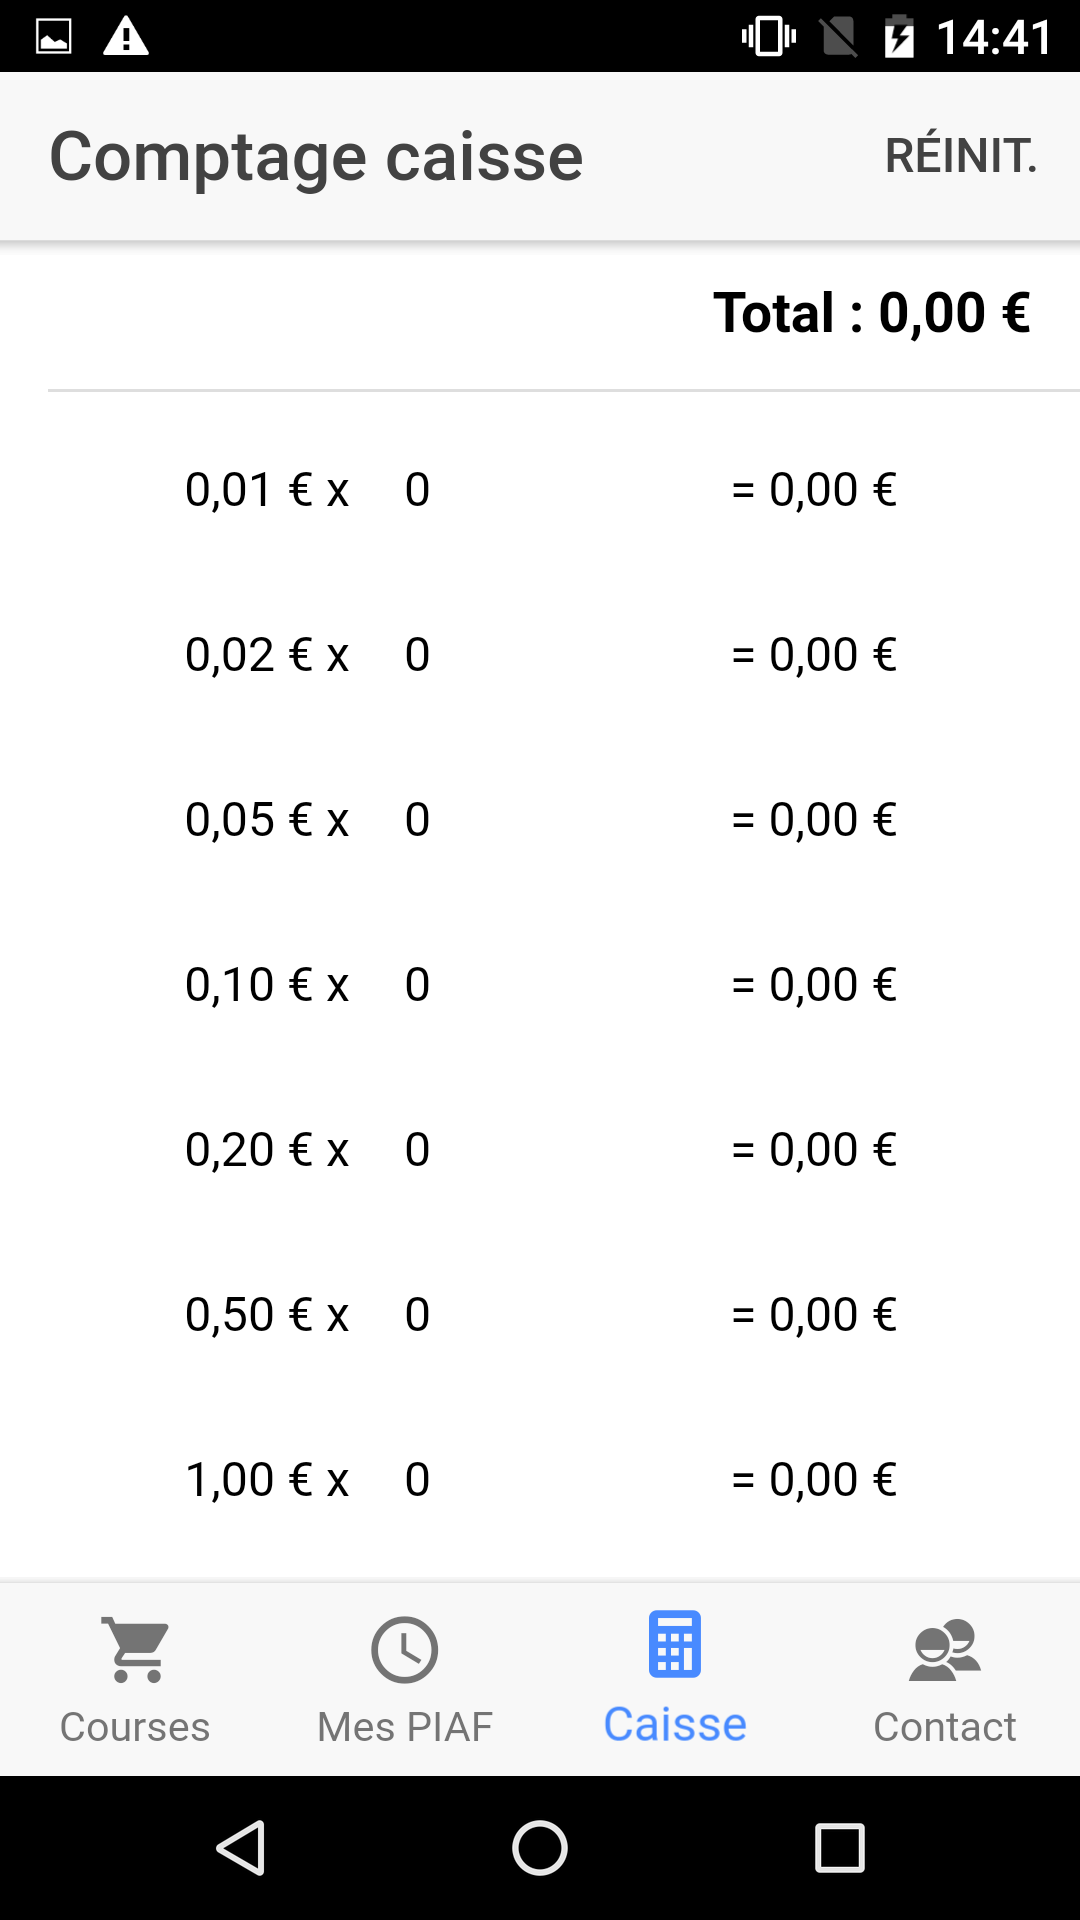 14:41
Comptage caisse RÉINIT.
Total : 0,00 €
0,01 € x 0 = 0,00 €
0,02 € x 0 = 0,00 €
0,05 € x 0 = 0,00 €
0,10 € x 0 = 0,00 €
0,20 € x 0 = 0,00 €
0,50 € x 0 = 0,00 €
1,00 € x 0 = 0,00 €
Courses Mes PIAF Caisse Contact